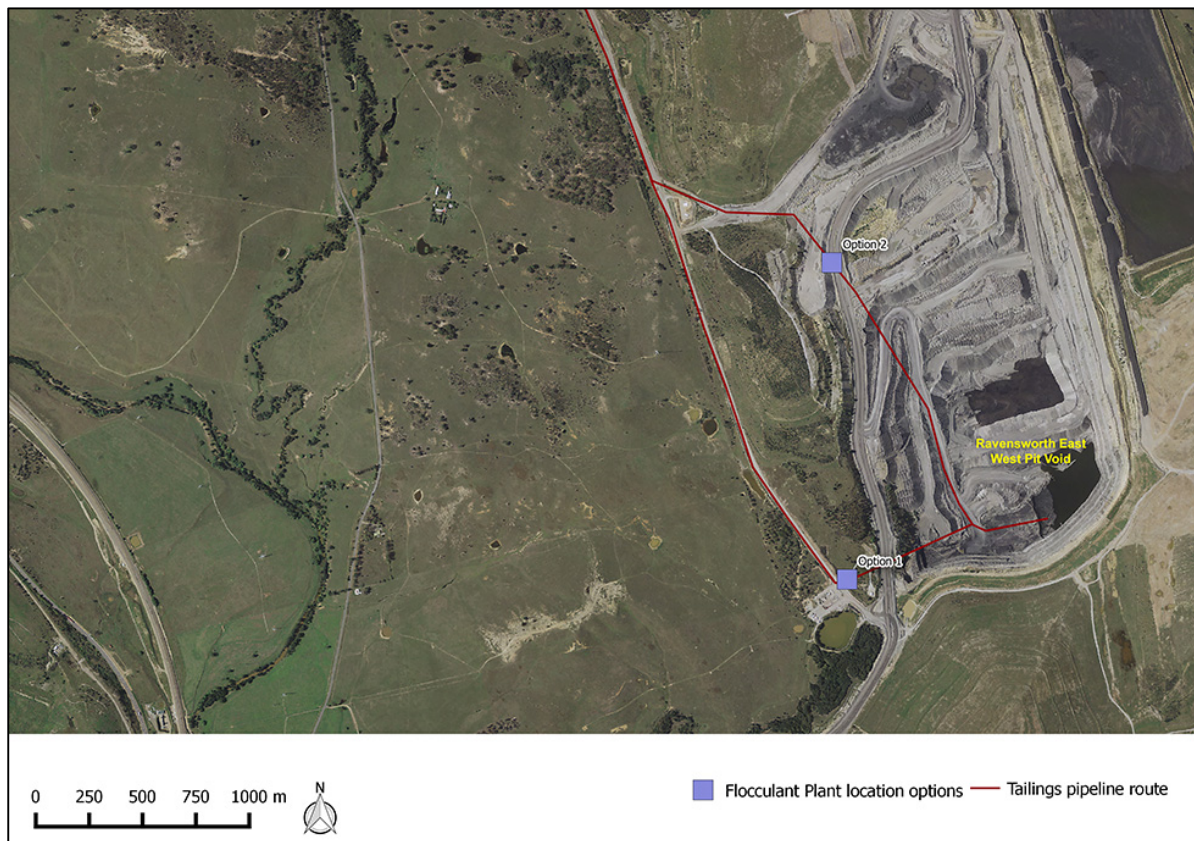 Option 2
Ravensworth East
West Pit Void
Option 1
0 250 500 750 1000 m
N
Flocculant Plant location options
Tailings pipeline route